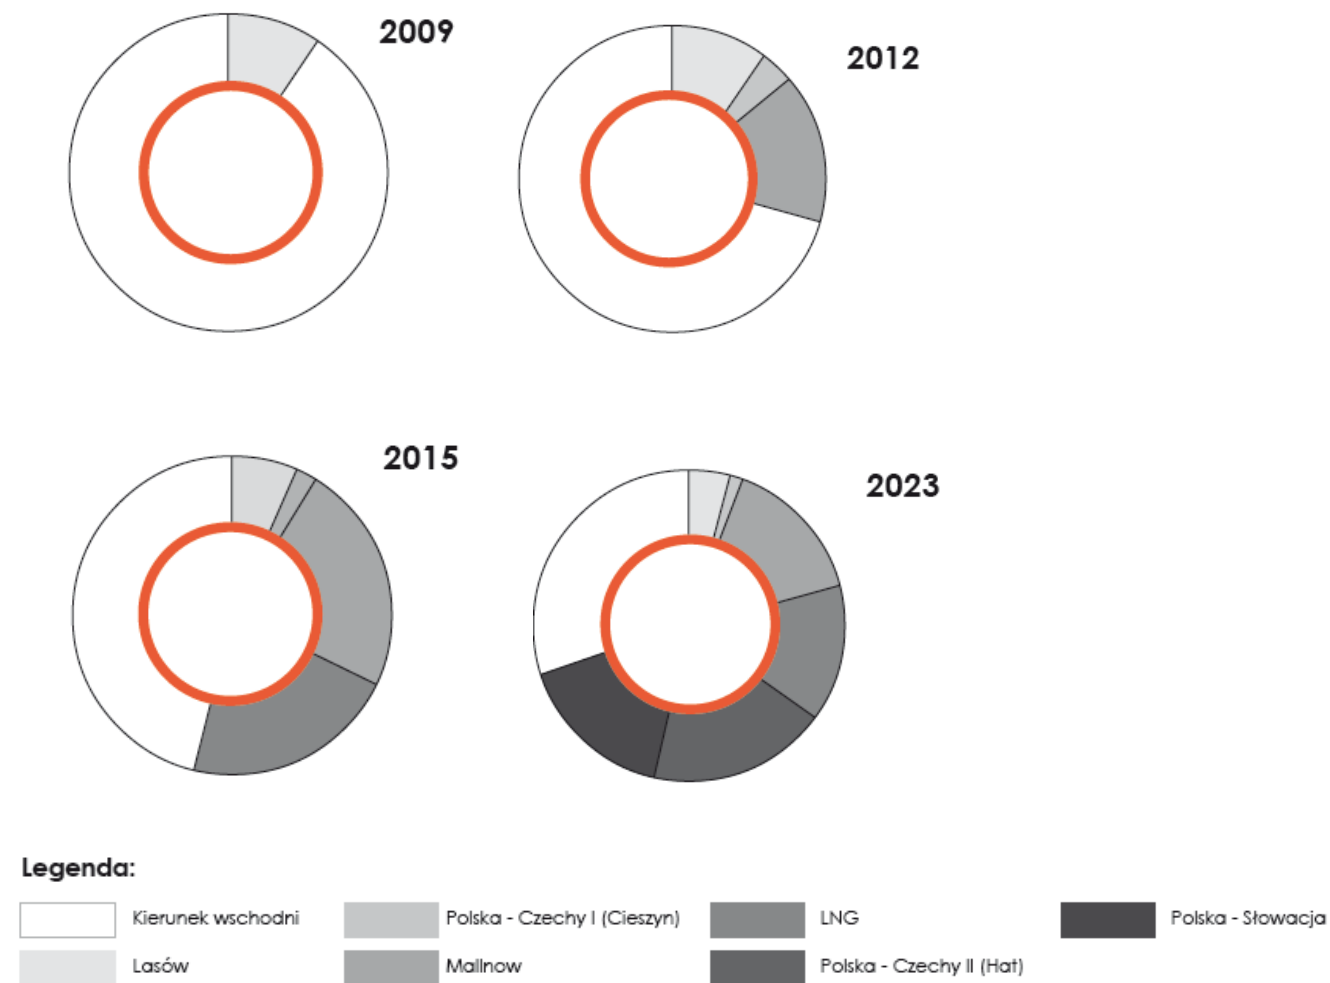 2009
2012
2015
2023
Legenda:
Kierunek wschodni
Polska - Czechy I (Cieszyn)
LNG
Polska - Słowacja
Lasów
Mallnow
Polska - Czechy II (Hat)